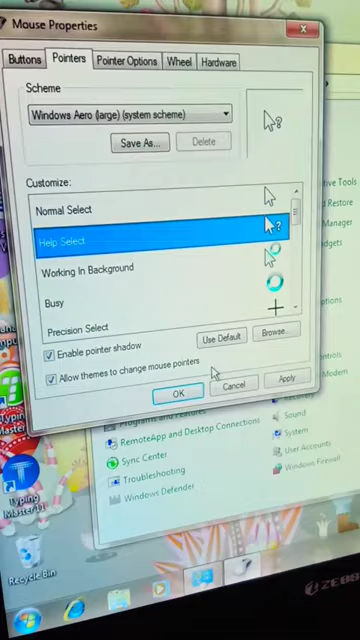 Mouse Properties
Buttons
Pointers
Pointer Options
Wheel
Hardware
Scheme
Windows Aero (large) (system scheme)
Save As...
Delete
Customize:
Normal Select
Help Select
Working In Background
Busy
Precision Select
Enable pointer shadow
Use Default
Browse...
Allow themes to change mouse pointers
OK
Cancel
Apply
RemoteApp and Desktop Connections
Sync Center
Troubleshooting
Windows Defender
Sound
System
User Accounts
Windows Firewall
Typing
Master11
Recycle Bin